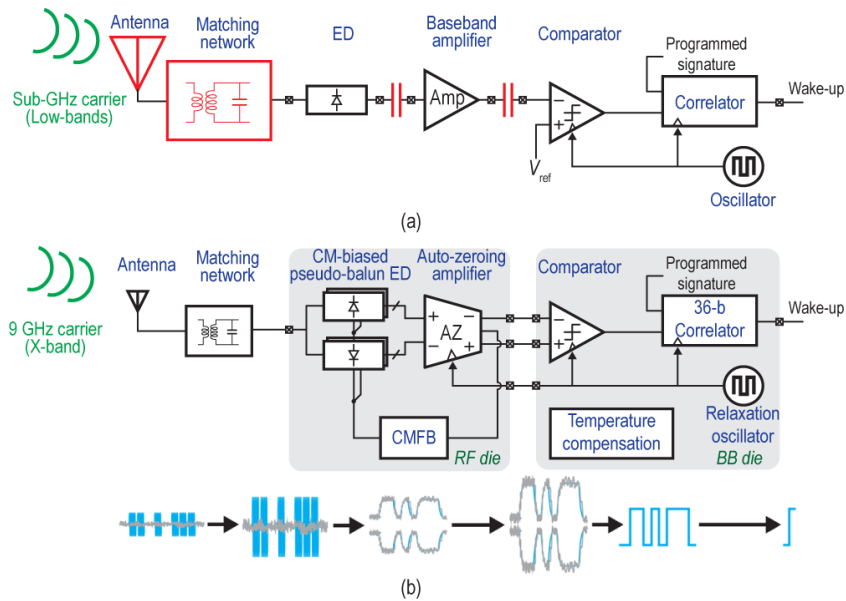 Antenna
Matching
network
ED
Baseband
amplifier
Comparator
Programmed
signature
Sub-GHz carrier
(Low-bands)
Amp
Correlator
Wake-up
V_ref
Oscillator
(a)
Antenna
Matching
network
CM-biased
pseudo-balun ED
Auto-zeroing
amplifier
Comparator
Programmed
signature
9 GHz carrier
(X-band)
AZ
36-b
Correlator
Wake-up
CMFB
RF die
Temperature
compensation
Relaxation
oscillator
BB die
(b)